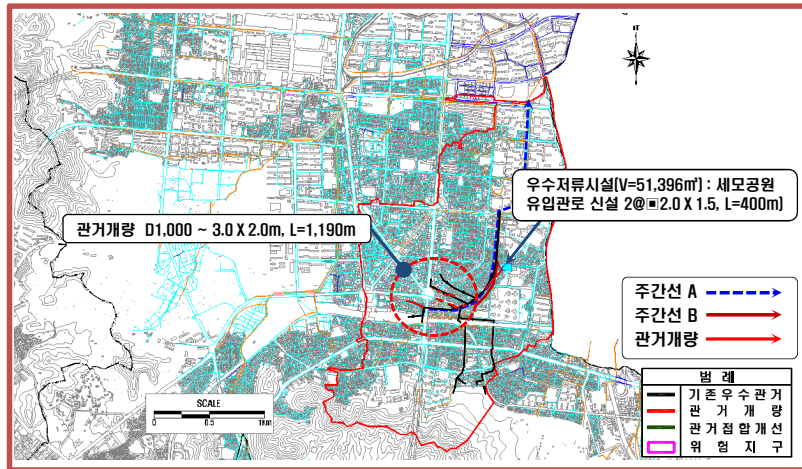 우수저류시설(V=51,396㎥) : 세모공원
유입관로 신설 2@▣2.0 X 1.5, L=400m)
관거개량 D1,000 ~ 3.0 X 2.0m, L=1,190m
주간선 A
주간선 B
관거개량
SCALE
0 0.5 1KM
범 례
기존우수관거
관 거 개 량
관거접합개선
위 험 지 구